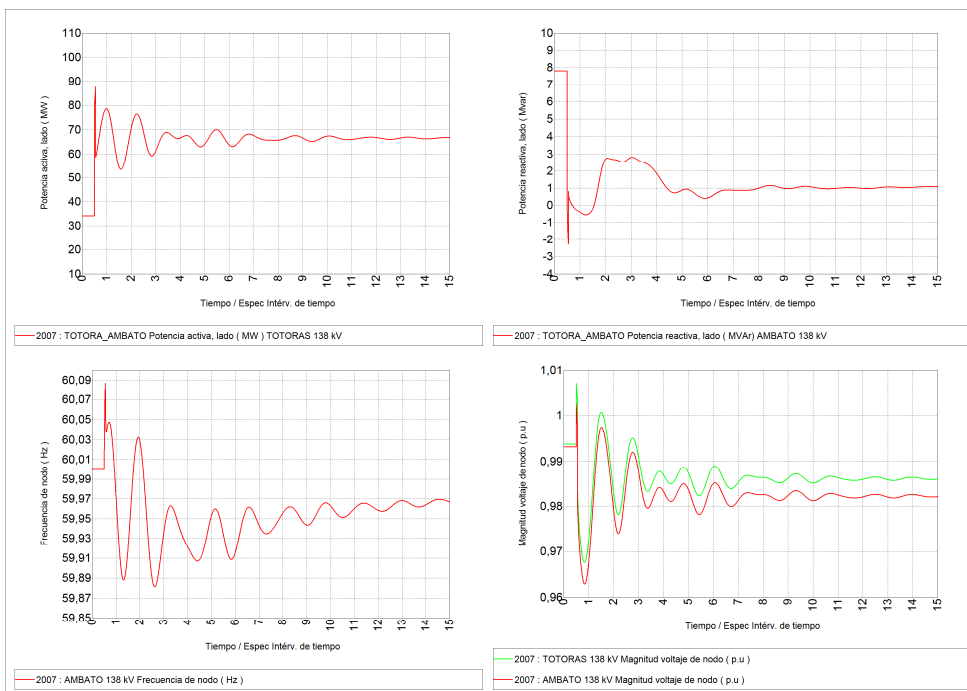 110
100
90
80
70
60
50
40
30
20
10
Potencia activa, lado ( MW )
0 1 2 3 4 5 6 7 8 9 10 11 12 13 14 15
Tiempo / Espec Intérv. de tiempo
2007 : TOTORA_AMBATO Potencia activa, lado ( MW ) TOTORAS 138 kV
10
9
8
7
6
5
4
3
2
1
0
-1
-2
-3
-4
Potencia reactiva, lado ( Mvar)
0 1 2 3 4 5 6 7 8 9 10 11 12 13 14 15
Tiempo / Espec Intérv. de tiempo
2007 : TOTORA_AMBATO Potencia reactiva, lado ( MVAr) AMBATO 138 kV
60,09
60,07
60,05
60,03
60,01
59,99
59,97
59,95
59,93
59,91
59,89
59,87
59,85
Frecuencia de nodo ( Hz )
0 1 2 3 4 5 6 7 8 9 10 11 12 13 14 15
Tiempo / Espec Intérv. de tiempo
2007 : AMBATO 138 kV Frecuencia de nodo ( Hz )
1,01
1
0,99
0,98
0,97
0,96
Magnitud voltaje de nodo ( p.u )
0 1 2 3 4 5 6 7 8 9 10 11 12 13 14 15
Tiempo / Espec Intérv. de tiempo
2007 : TOTORAS 138 kV Magnitud voltaje de nodo ( p.u )
2007 : AMBATO 138 kV Magnitud voltaje de nodo ( p.u )